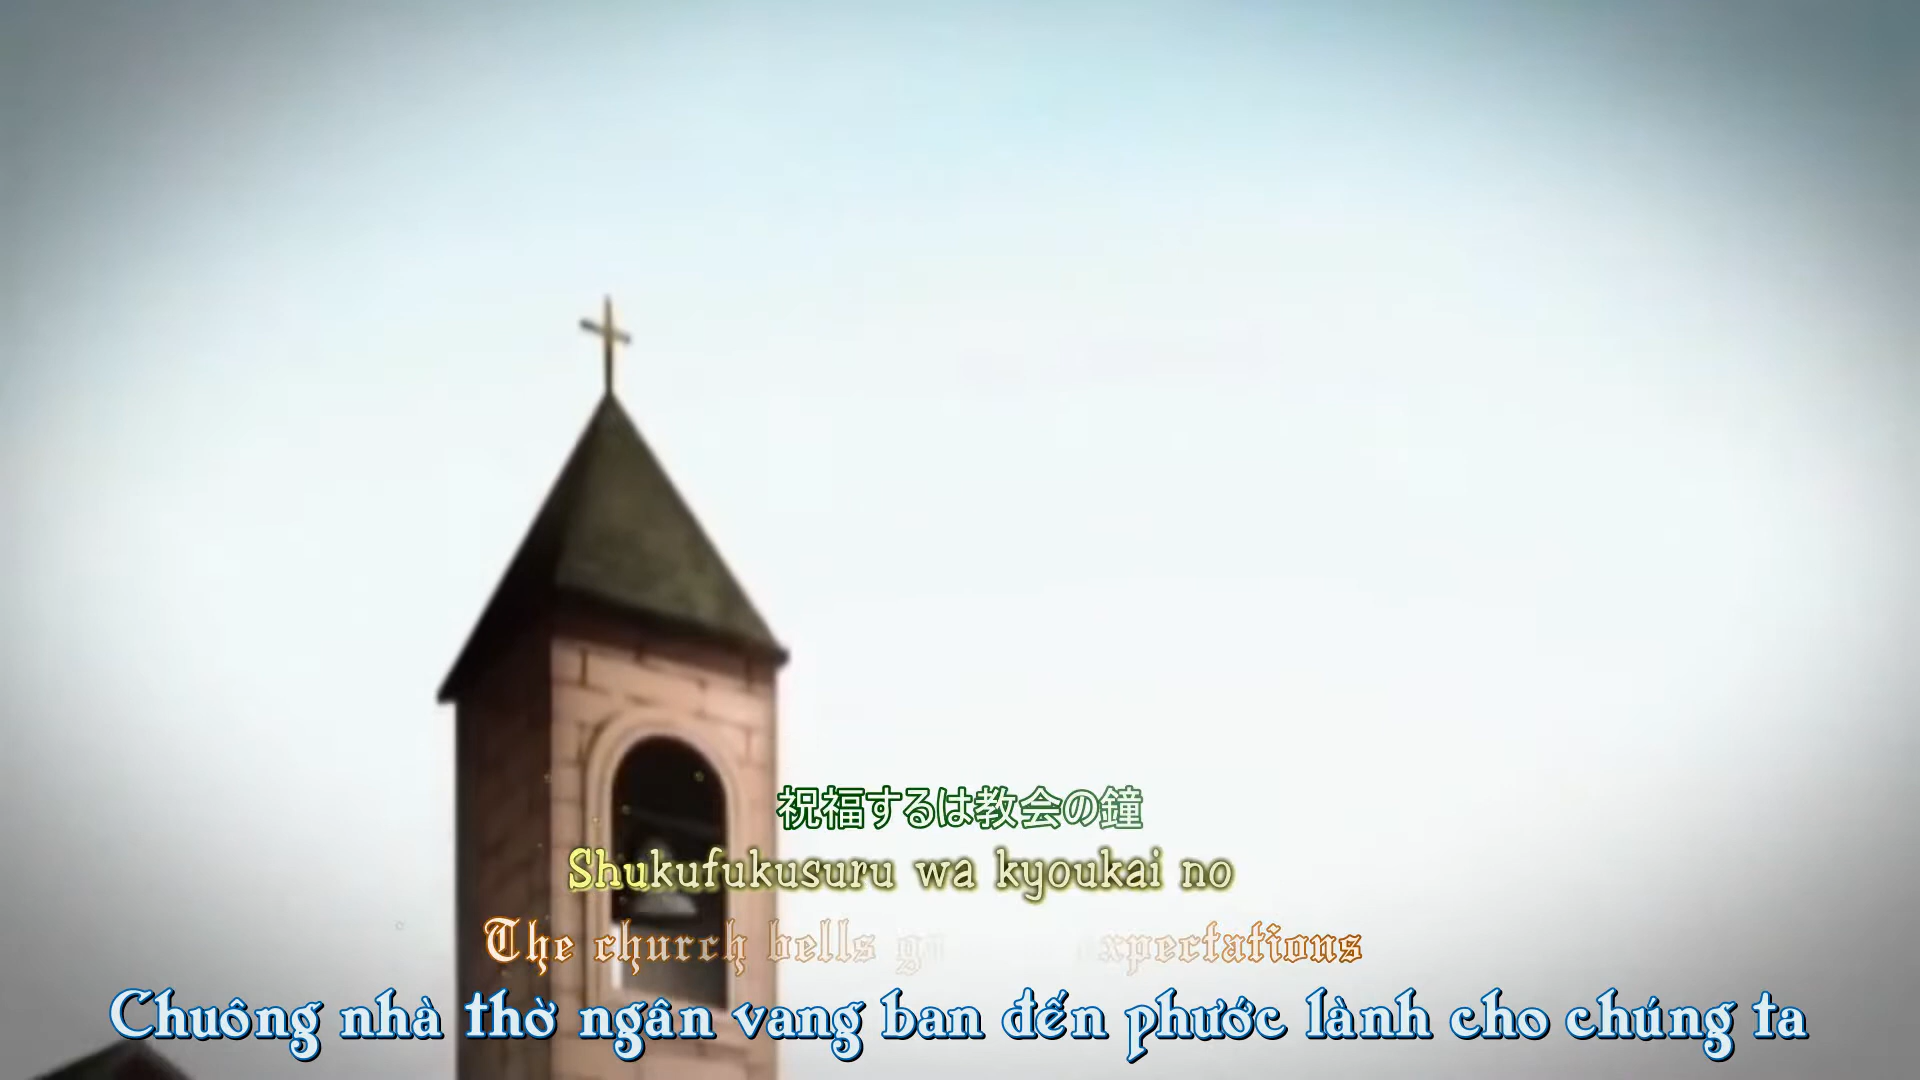 祝福するは教会の鐘
Shukufukusuru wa kyoukai no
The church bells expectations
Chuông nhà thờ ngân vang ban đến phước lành cho chúng ta